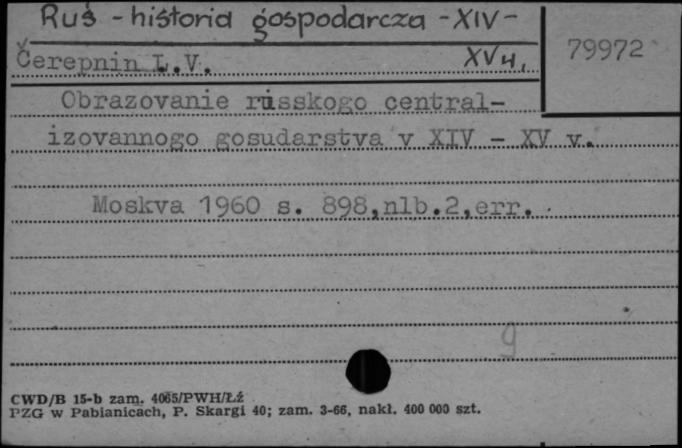 Ruś - historia gospodarcza - XIV -
XV w.
79972
Čerepnin L.V.
Obrazovanie russkogo central-
izovannogo gosudarstva v XIV - XV v.
Moskva 1960 s. 898,nlb.2,err.
9
CWD/B 15-b zam. 4065/PWH/Łź
PZG w Pabianicach, P. Skargi 40; zam. 3-66, nakł. 400 000 szt.